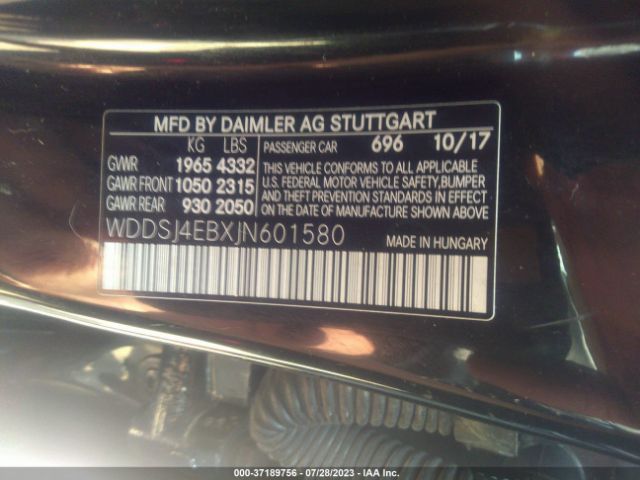 MFD BY DAIMLER AG STUTTGART
KG LBS
GVWR 1965 4332
GAWR FRONT 1050 2315
GAWR REAR 930 2050
PASSENGER CAR 696 10/17
THIS VEHICLE CONFORMS TO ALL APPLICABLE
U.S. FEDERAL MOTOR VEHICLE SAFETY,BUMPER
AND THEFT PREVENTION STANDARDS IN EFFECT
ON THE DATE OF MANUFACTURE SHOWN ABOVE.
WDDSJ4EBXJN601580
MADE IN HUNGARY
000-37189756 - 07/28/2023 - IAA Inc.